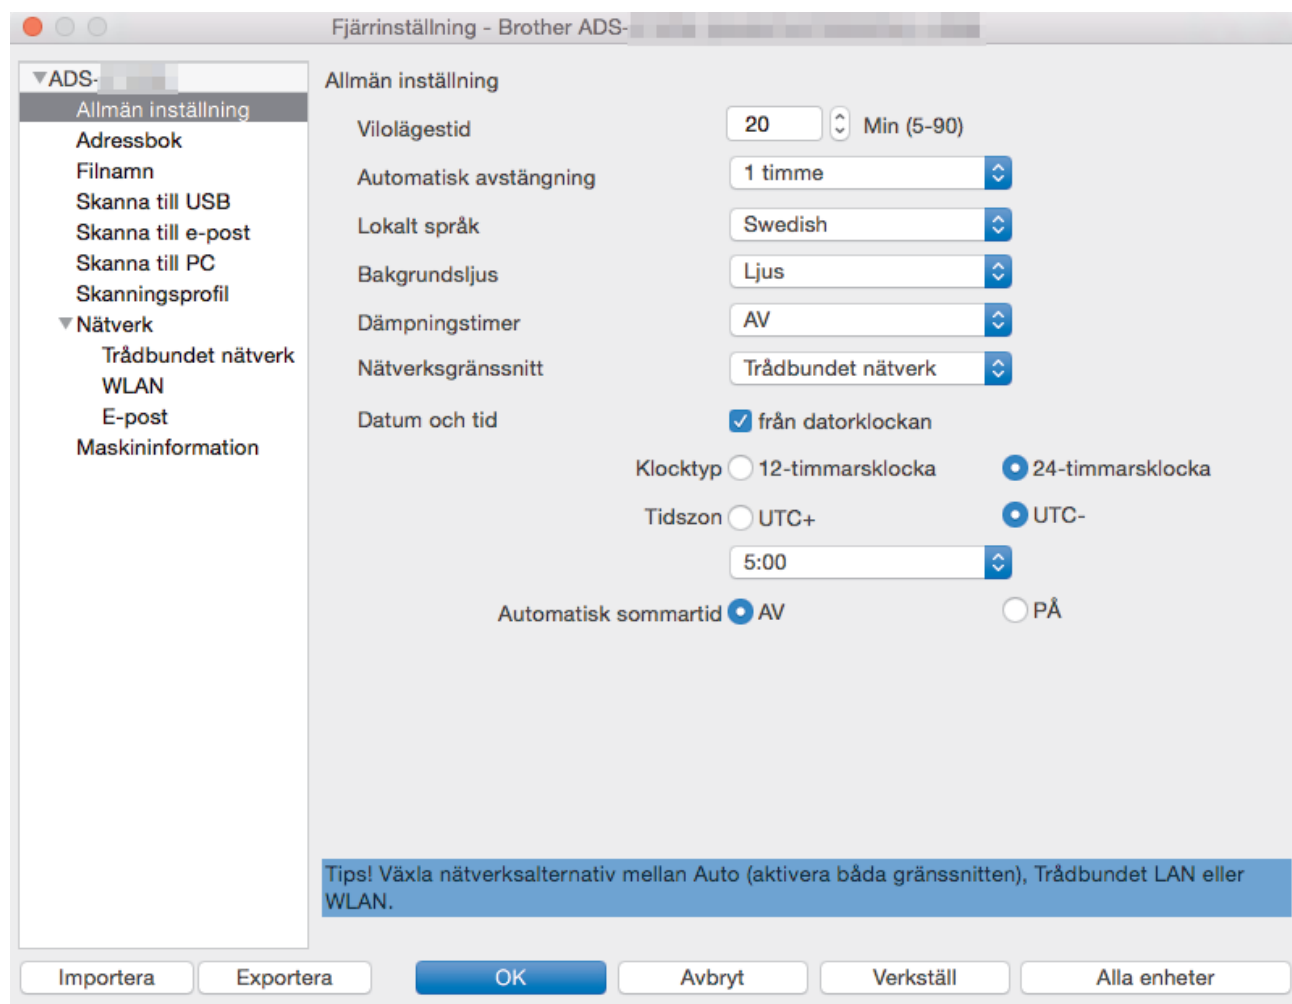 Fjärrinställning - Brother ADS-
ADS-
Allmän inställning
Adressbok
Filnamn
Skanna till USB
Skanna till e-post
Skanna till PC
Skanningsprofil
Nätverk
Trådbundet nätverk
WLAN
E-post
Maskininformation
Allmän inställning
Vilolägestid 20 Min (5-90)
Automatisk avstängning 1 timme
Lokalt språk Swedish
Bakgrundsljus Ljus
Dämpningstimer AV
Nätverksgränssnitt Trådbundet nätverk
Datum och tid från datorklockan
Klocktyp 12-timmarsklocka 24-timmarsklocka
Tidszon UTC+ UTC-
5:00
Automatisk sommartid AV PÅ
Tips! Växla nätverksalternativ mellan Auto (aktivera båda gränssnitten), Trådbundet LAN eller
WLAN.
Importera Exportera OK Avbryt Verkställ Alla enheter